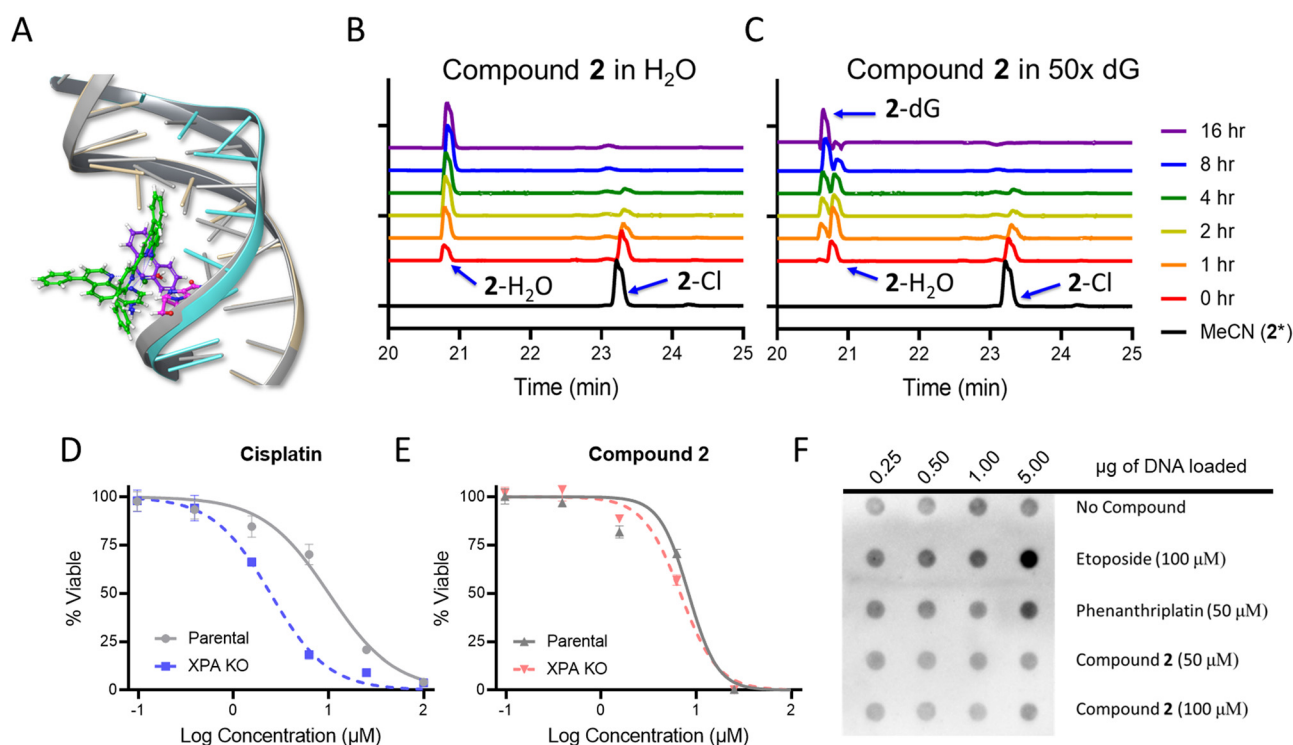 A
B
C
Compound 2 in H₂O
Compound 2 in 50x dG
2-dG
2-H₂O
2-Cl
2-H₂O
2-Cl
16 hr
8 hr
4 hr
2 hr
1 hr
0 hr
MeCN (2*)
20 21 22 23 24 25
20 21 22 23 24 25
Time (min)
Time (min)
D
Cisplatin
% Viable
100
75
50
25
0
Parental
XPA KO
-1 0 1 2
Log Concentration (µM)
E
Compound 2
% Viable
100
75
50
25
0
Parental
XPA KO
-1 0 1 2
Log Concentration (µM)
F
0.25 0.50 1.00 5.00 µg of DNA loaded
No Compound
Etoposide (100 µM)
Phenanthriplatin (50 µM)
Compound 2 (50 µM)
Compound 2 (100 µM)